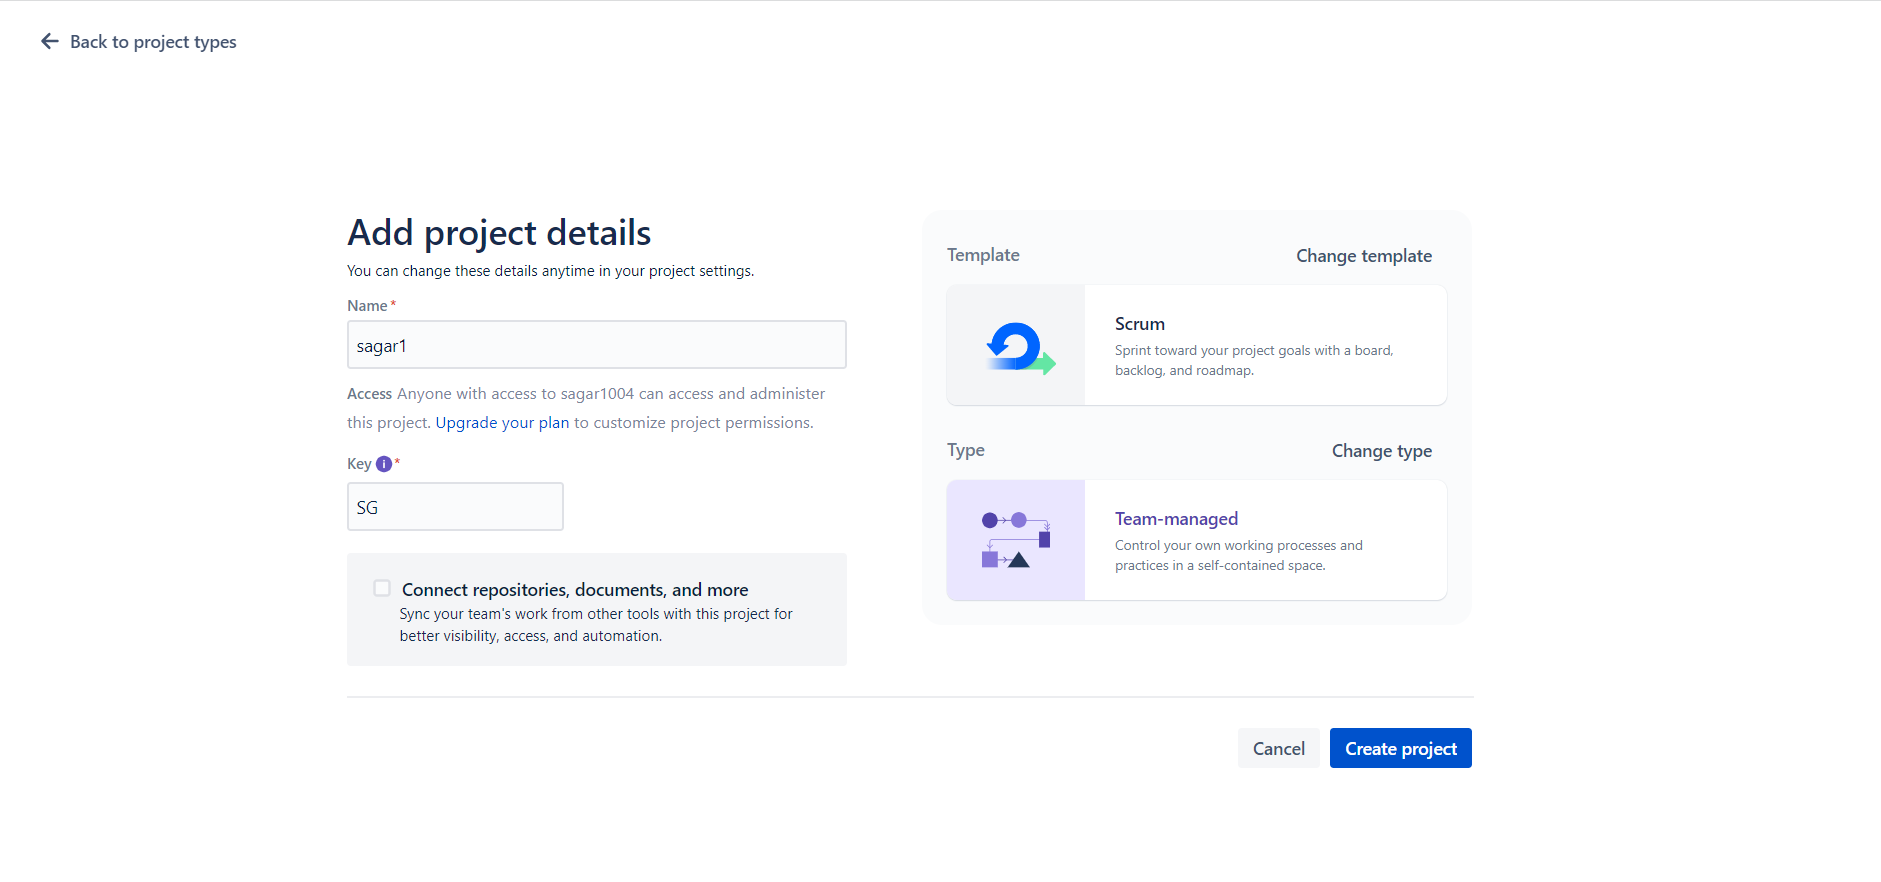 Back to project types
Add project details
You can change these details anytime in your project settings.
Name *
sagar1
Access Anyone with access to sagar1004 can access and administer
this project. Upgrade your plan to customize project permissions.
Key i *
SG
Connect repositories, documents, and more
Sync your team's work from other tools with this project for
better visibility, access, and automation.
Template
Change template
Scrum
Sprint toward your project goals with a board,
backlog, and roadmap.
Type
Change type
Team-managed
Control your own working processes and
practices in a self-contained space.
Cancel
Create project